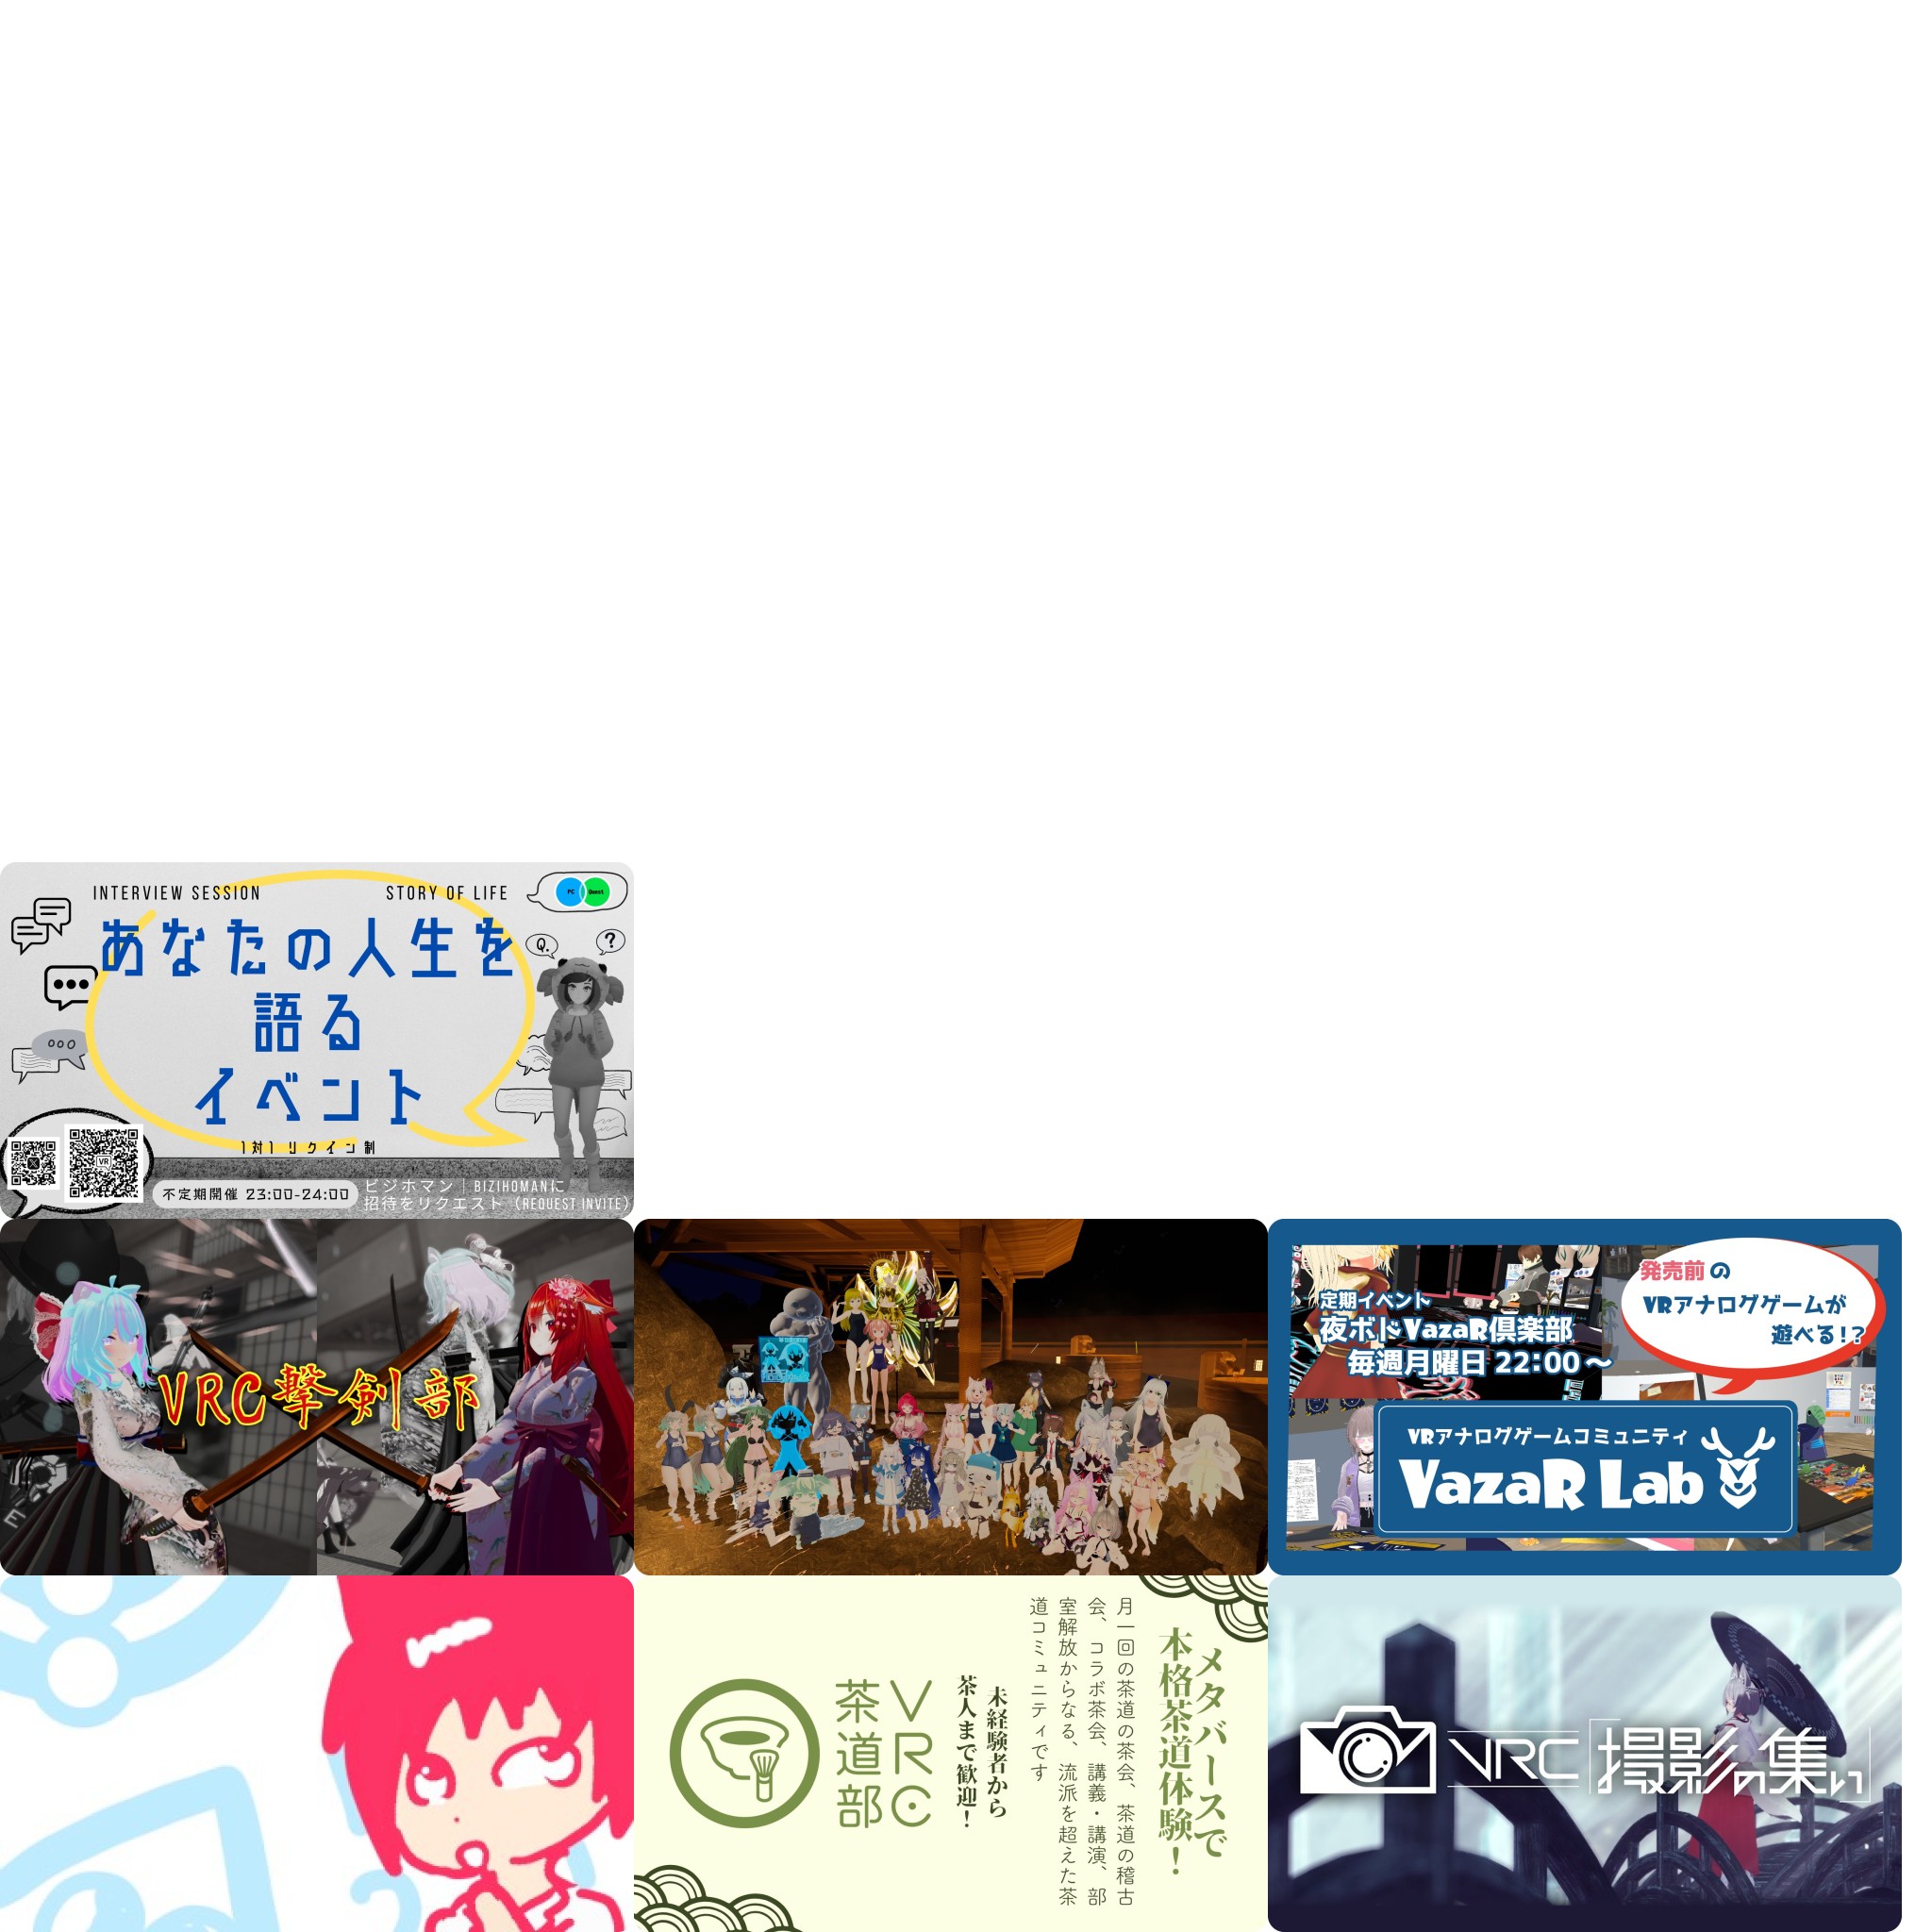 INTERVIEW SESSION
STORY OF LIFE
PC
Quest
あなたの人生を
語る
イベント
Q.
?
1対1 リクイン制
不定期開催 23:00-24:00
ビジホマン｜BIZIHOMANに
招待をリクエスト（REQUEST INVITE）
VRC撃剣部
定期イベント
夜ボドVazaR倶楽部
毎週月曜日 22:00～
発売前の
VRアナログゲームが
遊べる!?
VRアナログゲームコミュニティ
VazaR Lab
メタバースで
本格茶道体験！
月一回の茶道の茶会、茶道の稽古
会、コラボ茶会、講義・講演、部
室解放からなる、流派を超えた茶
道コミュニティです
未経験者から
茶人まで歓迎！
VRC
茶道部
VRC 撮影の集い